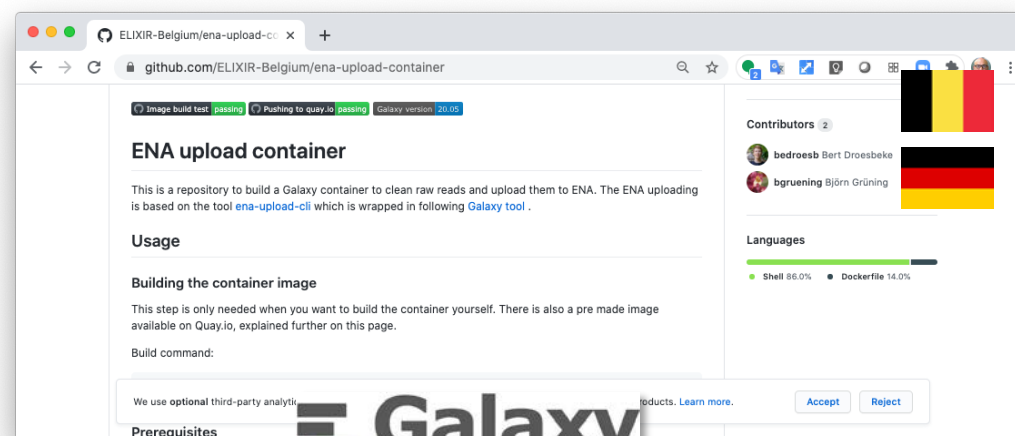 ELIXIR-Belgium/ena-upload-co
github.com/ELIXIR-Belgium/ena-upload-container
2
Image build test passing Pushing to quay.io passing Galaxy version 20.05
ENA upload container
This is a repository to build a Galaxy container to clean raw reads and upload them to ENA. The ENA uploading
is based on the tool ena-upload-cli which is wrapped in following Galaxy tool .
Usage
Building the container image
This step is only needed when you want to build the container yourself. There is also a pre made image
available on Quay.io, explained further on this page.
Build command:
Contributors 2
bedroesb Bert Droesbeke
bgruening Björn Grüning
Languages
Shell 86.0% Dockerfile 14.0%
We use optional third-party analytic
oducts. Learn more.
Accept Reject
Prerequisites
Galaxy